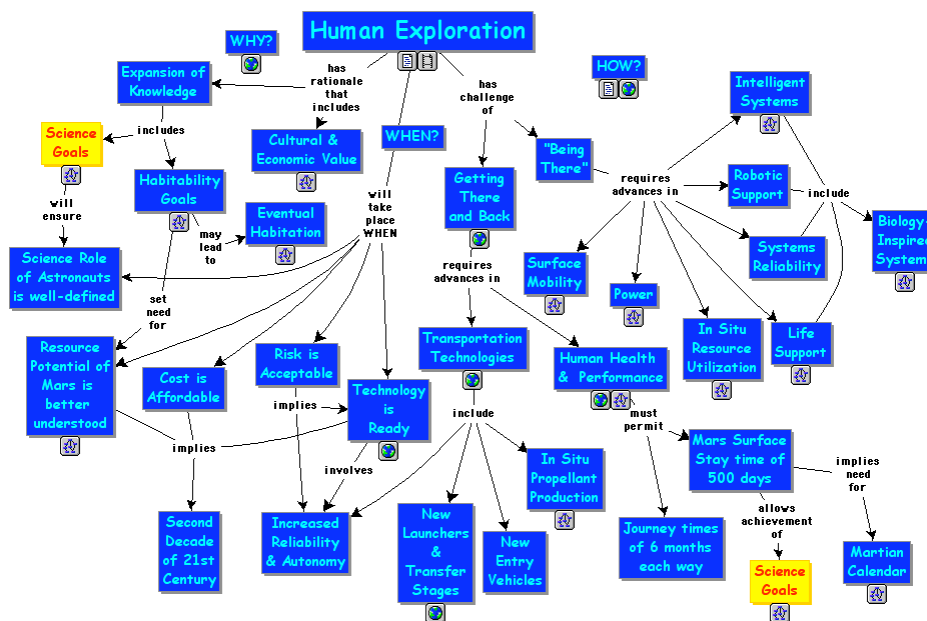 Human Exploration
WHY?
Expansion of
Knowledge
has
rationale
that
includes
has
challenge
of
HOW?
Intelligent
Systems
Science
Goals
includes
Cultural &
Economic Value
WHEN?
"Being
There"
Habitability
Goals
Getting
There
and Back
requires
advances in
Robotic
Support
include
will
ensure
may
lead
to
Eventual
Habitation
will
take
place
WHEN
Biology-
Inspired
Systems
Science Role
of Astronauts
is well-defined
requires
advances in
Surface
Mobility
Systems
Reliability
Power
set
need
for
Resource
Potential of
Mars is
better
understood
Cost is
Affordable
Risk is
Acceptable
Transportation
Technologies
Human Health
& Performance
In Situ
Resource
Utilization
Life
Support
implies
Technology
is
Ready
include
must
permit
implies
involves
In Situ
Propellant
Production
Mars Surface
Stay time of
500 days
implies
need
for
Second
Decade
of 21st
Century
Increased
Reliability
& Autonomy
New
Launchers
&
Transfer
Stages
New
Entry
Vehicles
Journey times
of 6 months
each way
allows
achievement
of
Science
Goals
Martian
Calendar